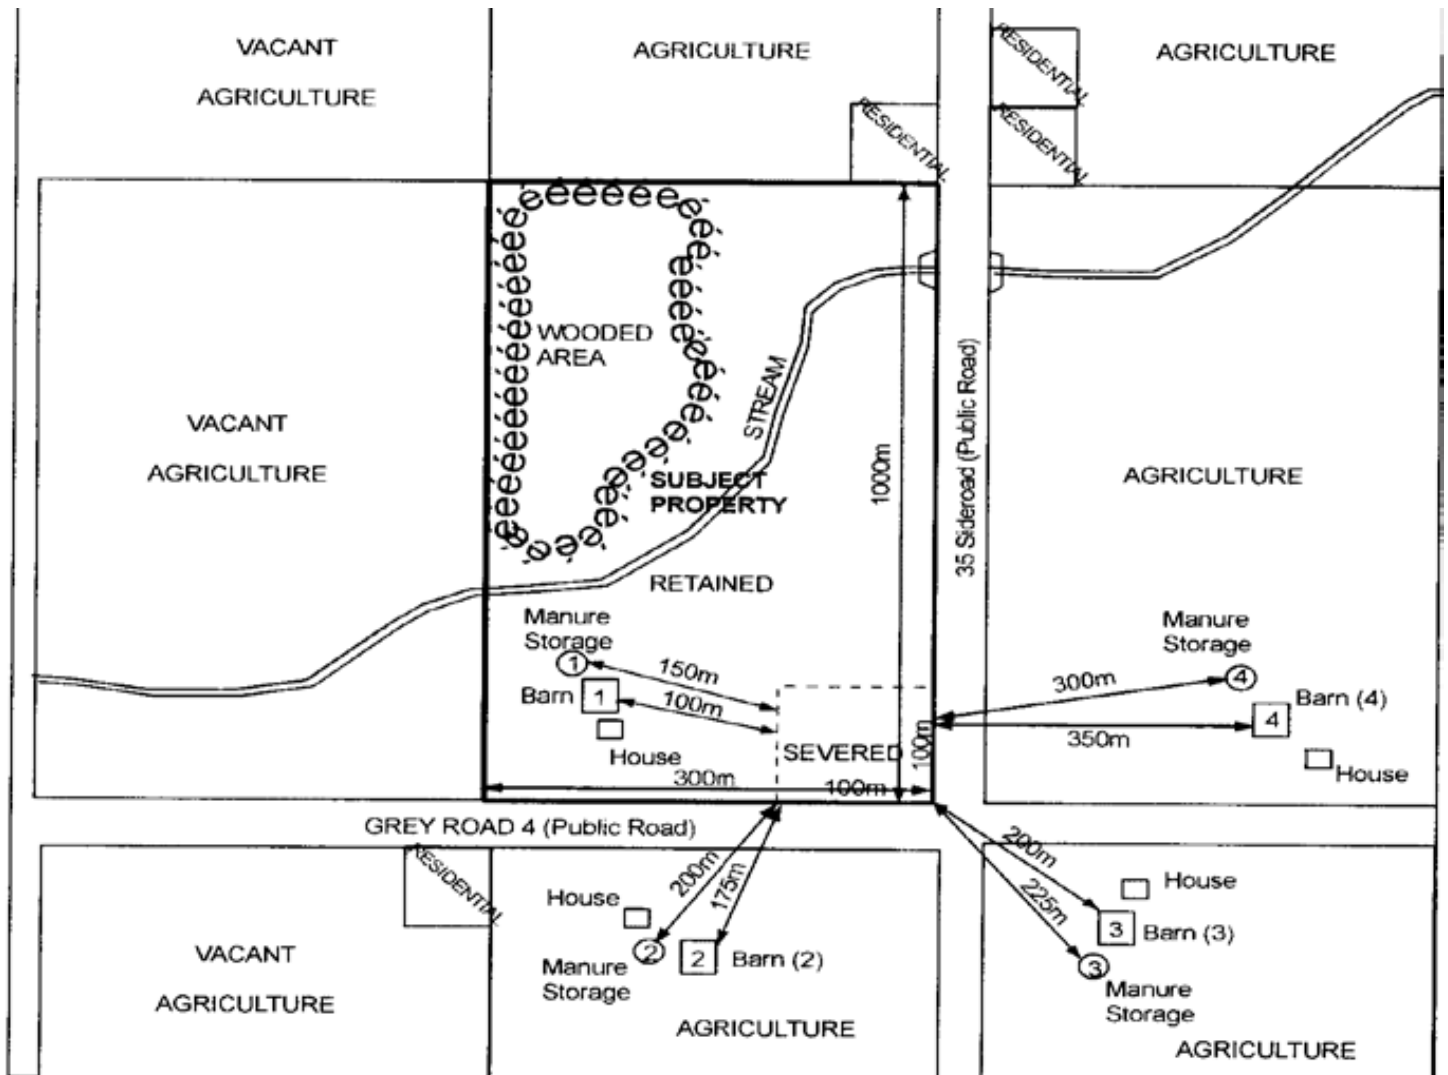 VACANT
AGRICULTURE
AGRICULTURE
AGRICULTURE
RESIDENTIAL
RESIDENTIAL
RESIDENTIAL
WOODED
AREA
VACANT
AGRICULTURE
STREAM
SUBJECT
PROPERTY
1000m
35 Sideroad (Public Road)
AGRICULTURE
RETAINED
Manure
Storage
1
150m
Barn
1
100m
House
SEVERED
100m
300m
100m
Manure
Storage
4
300m
Barn (4)
4
350m
House
GREY ROAD 4 (Public Road)
RESIDENTIAL
VACANT
AGRICULTURE
200m
175m
House
2
Manure
Storage
2
Barn (2)
AGRICULTURE
200m
225m
House
3
Barn (3)
3
Manure
Storage
AGRICULTURE